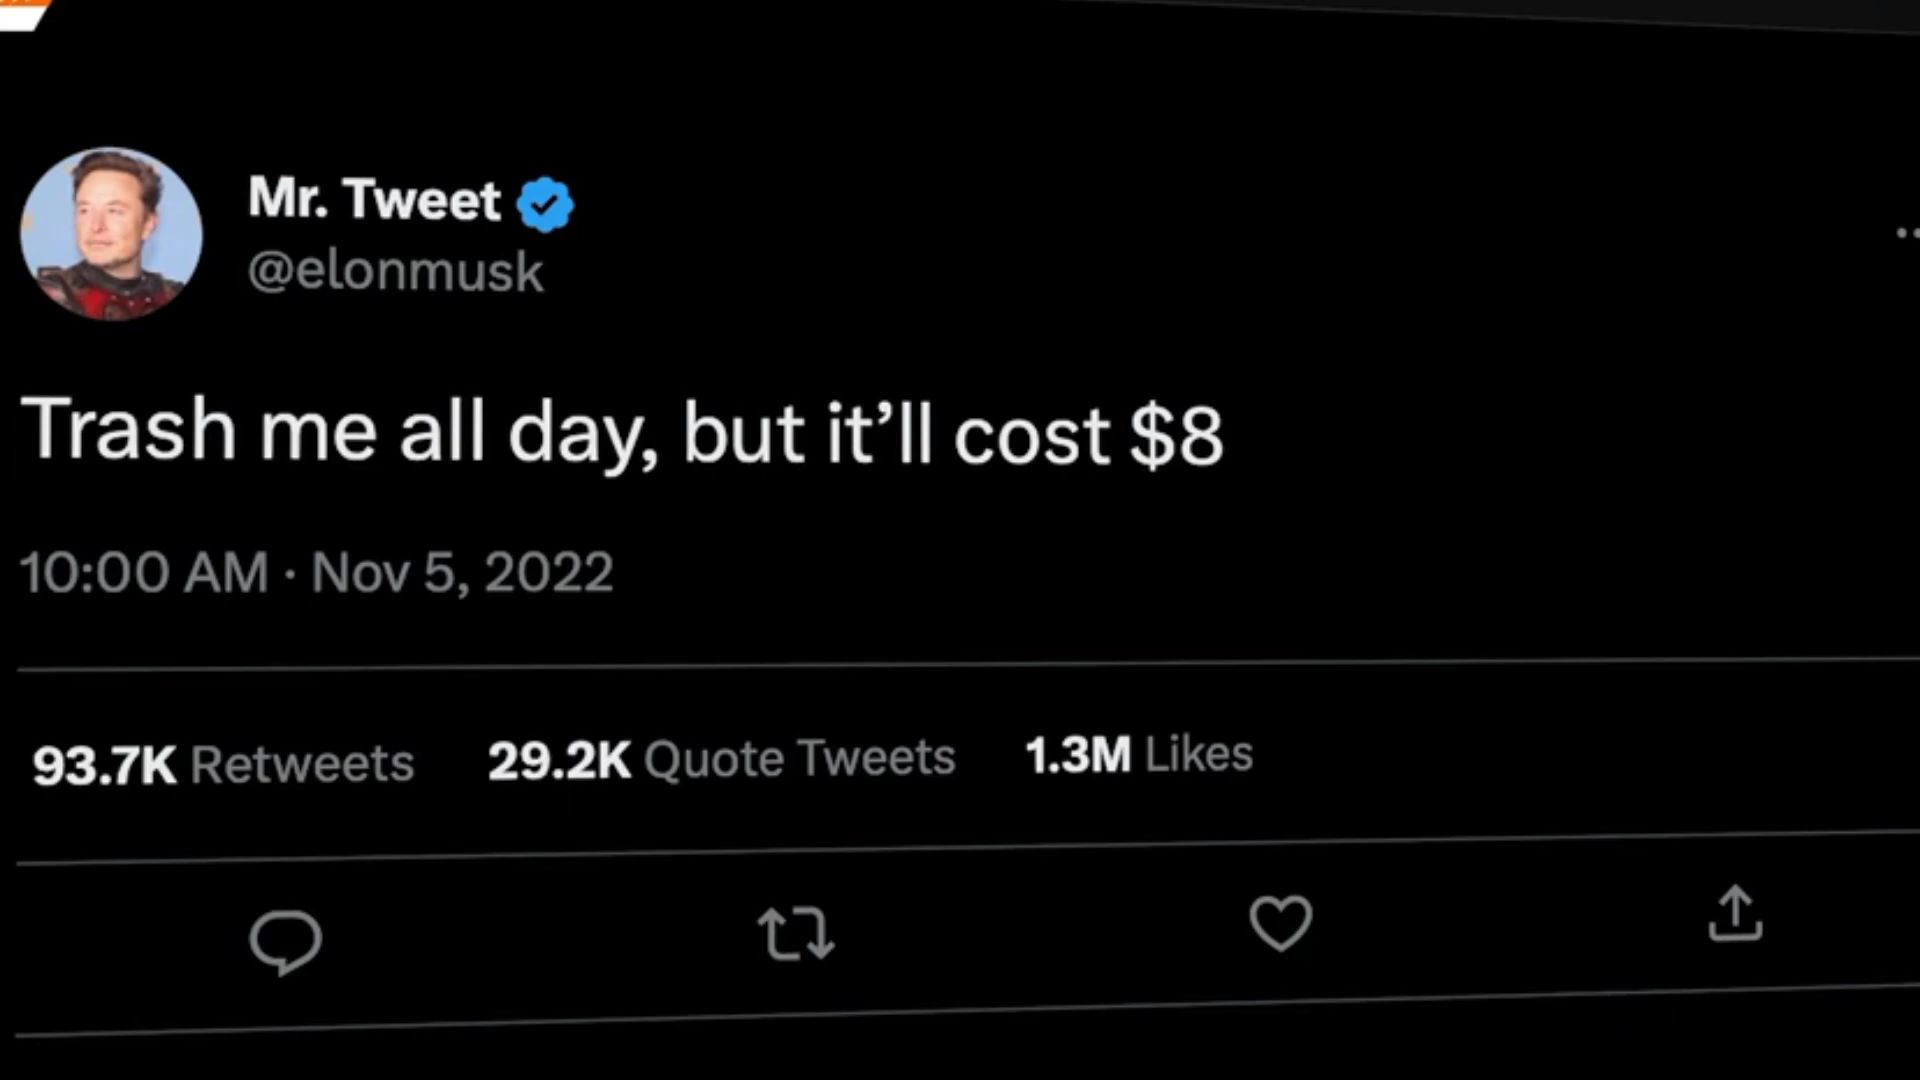 Mr. Tweet
@elonmusk
Trash me all day, but it’ll cost $8
10:00 AM · Nov 5, 2022
93.7K Retweets 29.2K Quote Tweets 1.3M Likes